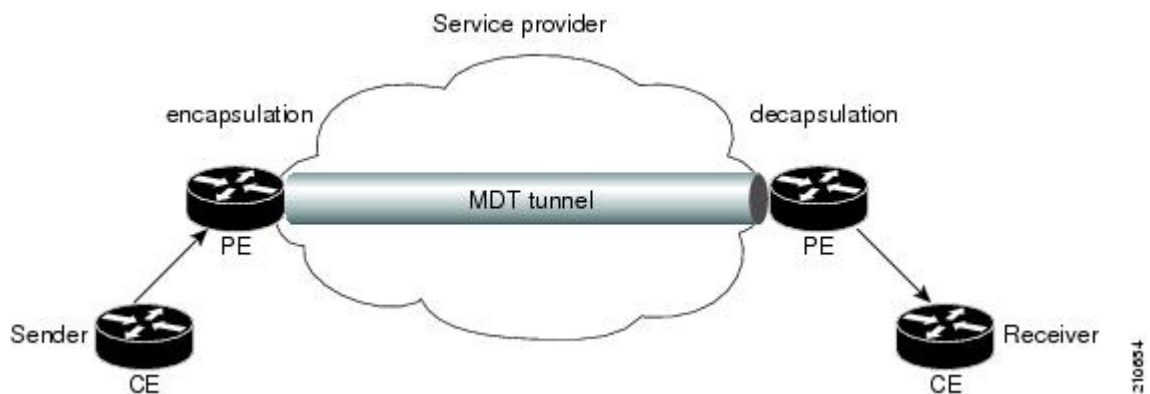 Service provider
encapsulation
decapsulation
MDT tunnel
PE
PE
Sender
Receiver
CE
CE
210654